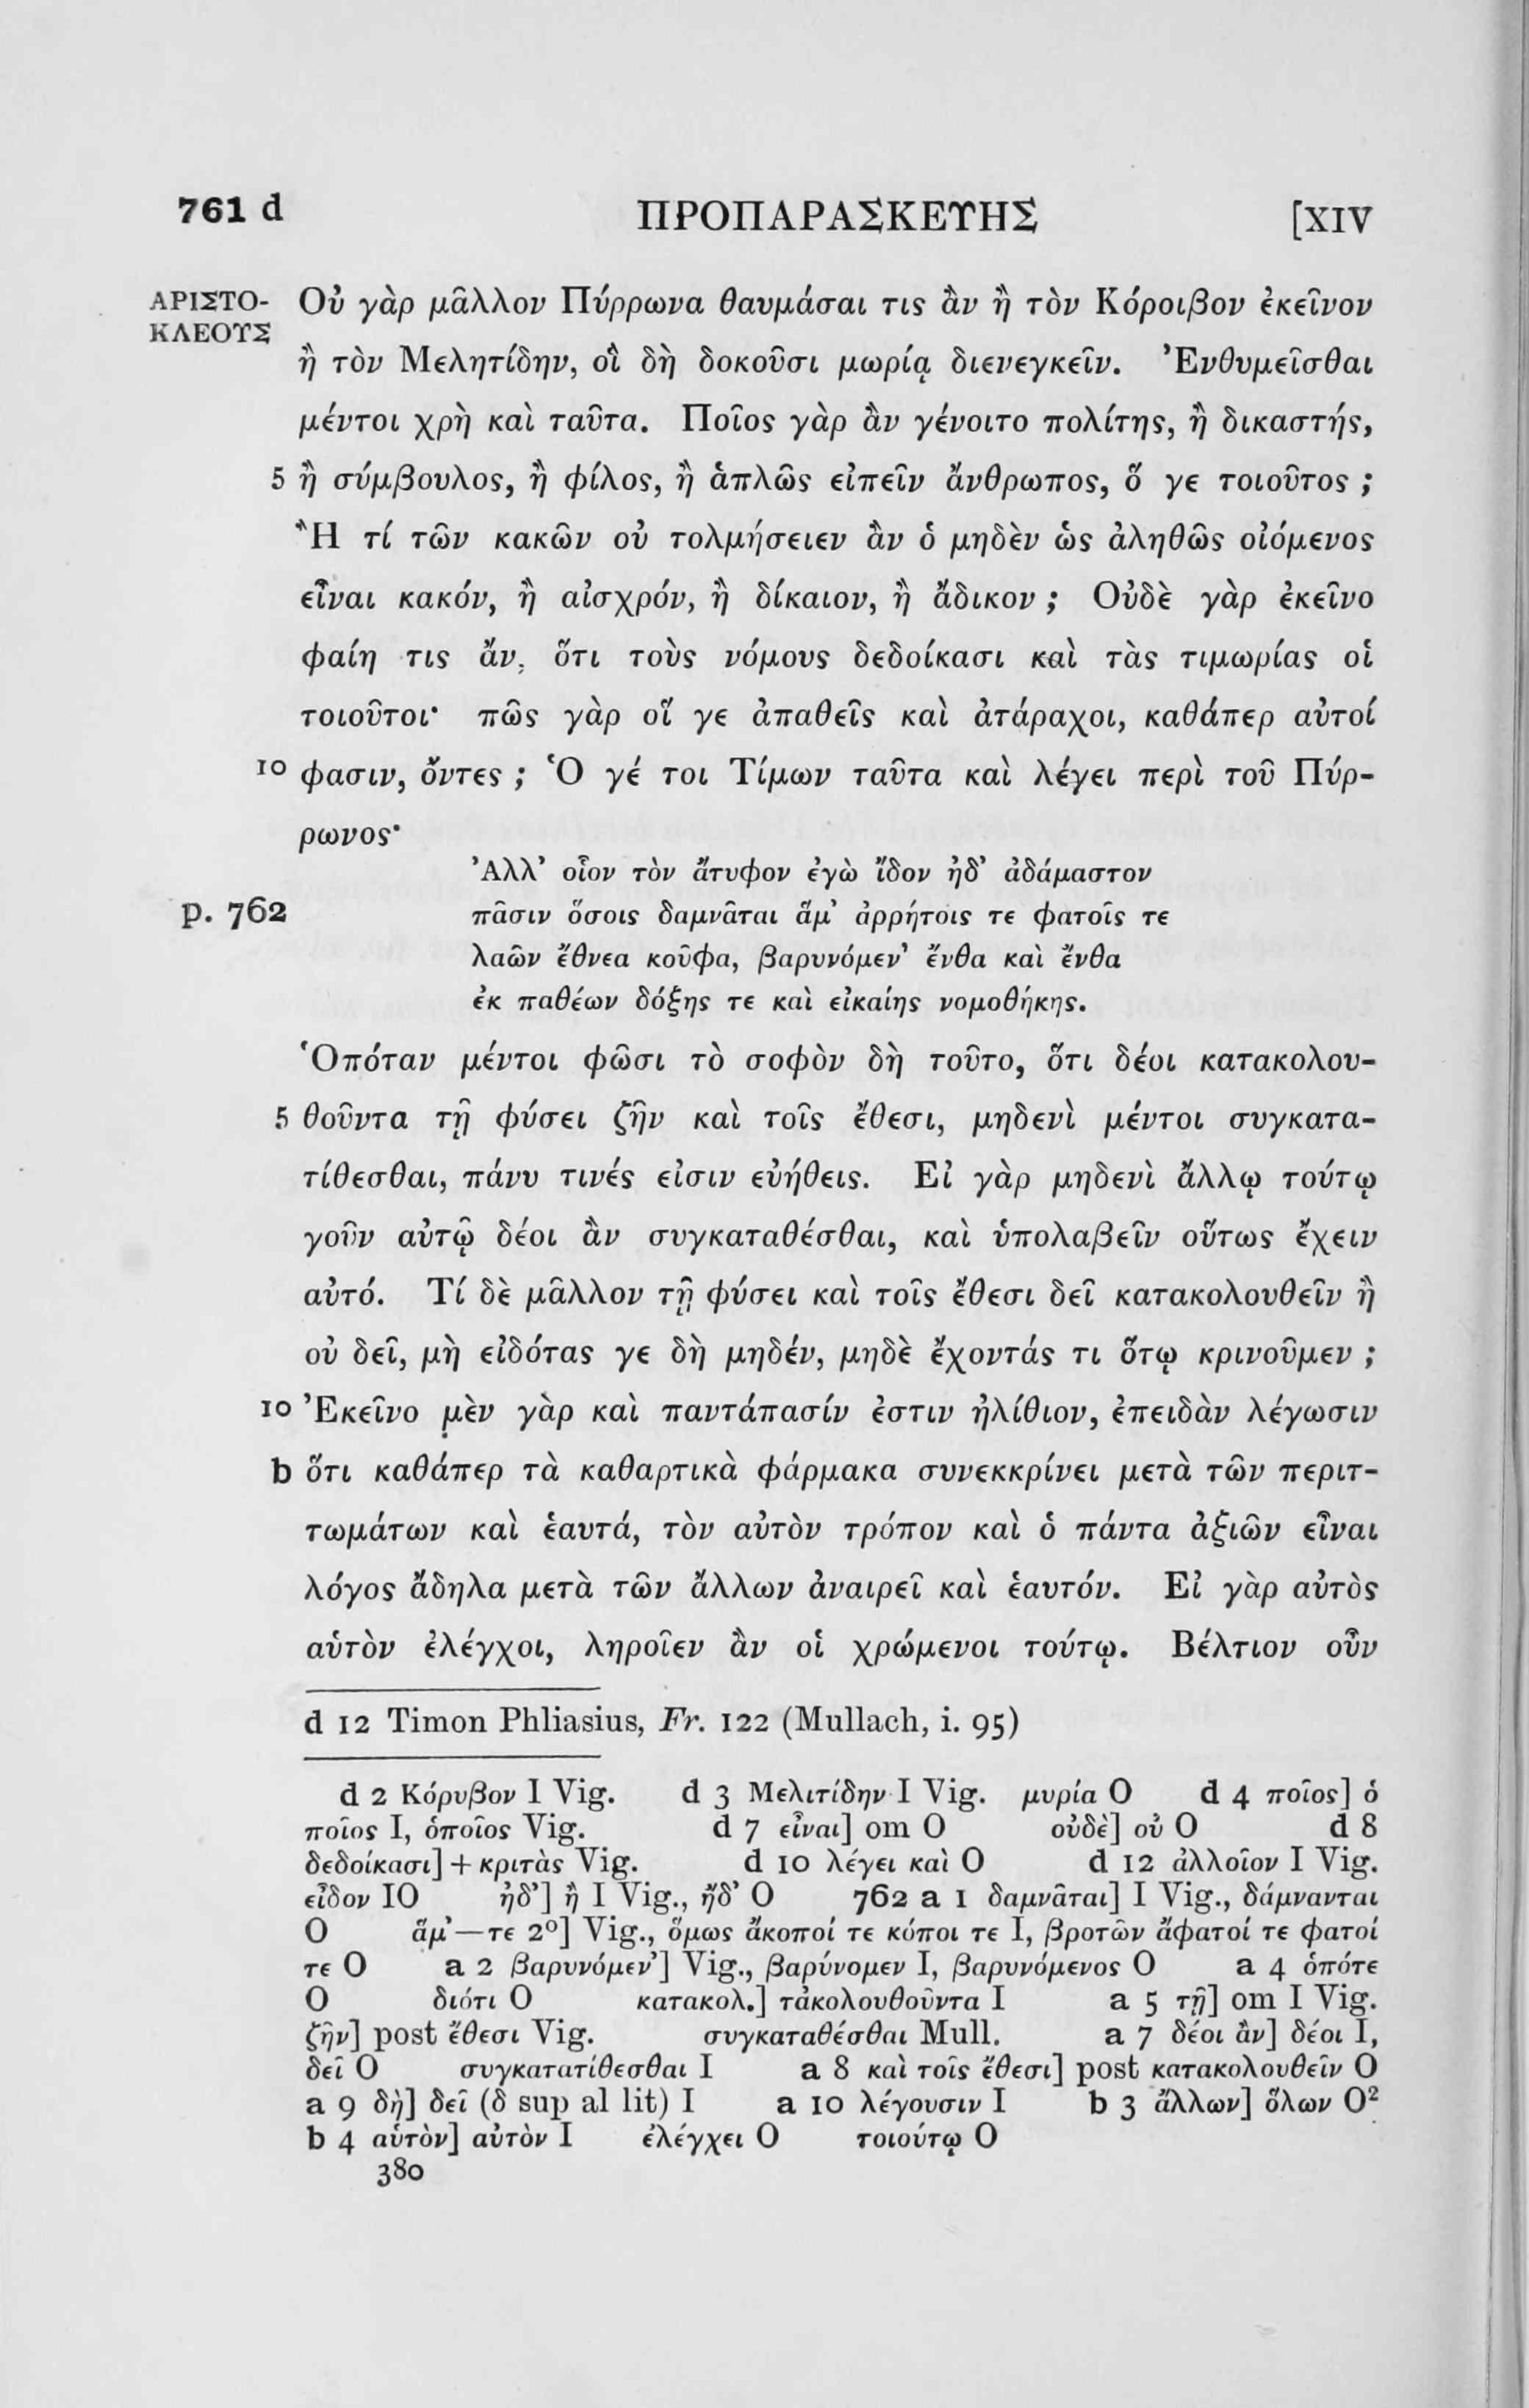 761 d ΠΡΟΠΑΡΑΣΚΕΥΗΣ [XIV
ΑΡΙΣΤΟ- Οὐ γὰρ μᾶλλον Πύρρωνα θαυμάσαι τις ἂν ἢ τὸν Κόροιβον ἐκεῖνον
ΚΛΕΟΥΣ
ἢ τὸν Μελητίδην, οἳ δὴ δοκοῦσι μωρίᾳ διενεγκεῖν. Ἐνθυμεῖσθαι
μέντοι χρὴ καὶ ταῦτα. Ποῖος γὰρ ἂν γένοιτο πολίτης, ἢ δικαστής,
5 ἢ σύμβουλος, ἢ φίλος, ἢ ἁπλῶς εἰπεῖν ἄνθρωπος, ὅ γε τοιοῦτος ;
Ἢ τί τῶν κακῶν οὐ τολμήσειεν ἂν ὁ μηδὲν ὡς ἀληθῶς οἰόμενος
εἶναι κακόν, ἢ αἰσχρόν, ἢ δίκαιον, ἢ ἄδικον ; Οὐδὲ γὰρ ἐκεῖνο
φαίη τις ἄν, ὅτι τοὺς νόμους δεδοίκασι καὶ τὰς τιμωρίας οἱ
τοιοῦτοι· πῶς γὰρ οἵ γε ἀπαθεῖς καὶ ἀτάραχοι, καθάπερ αὐτοί
10 φασιν, ὄντες ; Ὁ γέ τοι Τίμων ταῦτα καὶ λέγει περὶ τοῦ Πύρ-
ρωνος·
Ἀλλ’ οἷον τὸν ἄτυφον ἐγὼ ἴδον ἠδ’ ἀδάμαστον
p. 762 πᾶσιν ὅσοις δαμνᾶται ἅμ’ ἀρρήτοις τε φατοῖς τε
λαῶν ἔθνεα κοῦφα, βαρυνόμεν’ ἔνθα καὶ ἔνθα
ἐκ παθέων δόξης τε καὶ εἰκαίης νομοθήκης.
Ὁπόταν μέντοι φῶσι τὸ σοφὸν δὴ τοῦτο, ὅτι δέοι κατακολου-
5 θοῦντα τῇ φύσει ζῆν καὶ τοῖς ἔθεσι, μηδενὶ μέντοι συγκατα-
τίθεσθαι, πάνυ τινές εἰσιν εὐήθεις. Εἰ γὰρ μηδενὶ ἄλλῳ τούτῳ
γοῦν αὐτῷ δέοι ἂν συγκαταθέσθαι, καὶ ὑπολαβεῖν οὕτως ἔχειν
αὐτό. Τί δὲ μᾶλλον τῇ φύσει καὶ τοῖς ἔθεσι δεῖ κατακολουθεῖν ἢ
οὐ δεῖ, μὴ εἰδότας γε δὴ μηδέν, μηδὲ ἔχοντάς τι ὅτῳ κρινοῦμεν ;
10 Ἐκεῖνο μὲν γὰρ καὶ παντάπασίν ἐστιν ἠλίθιον, ἐπειδὰν λέγωσιν
b ὅτι καθάπερ τὰ καθαρτικὰ φάρμακα συνεκκρίνει μετὰ τῶν περιτ-
τωμάτων καὶ ἑαυτά, τὸν αὐτὸν τρόπον καὶ ὁ πάντα ἀξιῶν εἶναι
λόγος ἄδηλα μετὰ τῶν ἄλλων ἀναιρεῖ καὶ ἑαυτόν. Εἰ γὰρ αὐτὸς
αὑτὸν ἐλέγχοι, ληροῖεν ἂν οἱ χρώμενοι τούτῳ. Βέλτιον οὖν
d 12 Timon Phliasius, Fr. 122 (Mullach, i. 95)
d 2 Κόρυβον I Vig. d 3 Μελιτίδην I Vig. μυρία O d 4 ποῖος] ὁ
ποῖος I, ὁποῖος Vig. d 7 εἶναι] om O οὐδὲ] οὐ O d 8
δεδοίκασι] + κριτὰς Vig. d 10 λέγει καὶ O d 12 ἀλλοῖον I Vig.
εἶδον IO ἠδ’] ἢ I Vig., ἤδ’ O 762 a 1 δαμνᾶται] I Vig., δάμνανται
O ἅμ’—τε 2⁰] Vig., ὅμως ἄκοποί τε κόποι τε I, βροτῶν ἄφατοί τε φατοί
τε O a 2 βαρυνόμεν’] Vig., βαρύνομεν I, βαρυνόμενος O a 4 ὁπότε
O διότι O κατακολ.] τἀκολουθοῦντα I a 5 τῇ] om I Vig.
ζῆν] post ἔθεσι Vig. συγκαταθέσθαι Mull. a 7 δέοι ἂν] δέοι I,
δεῖ O συγκατατίθεσθαι I a 8 καὶ τοῖς ἔθεσι] post κατακολουθεῖν O
a 9 δὴ] δεῖ (δ sup al lit) I a 10 λέγουσιν I b 3 ἄλλων] ὅλων O²
b 4 αὑτὸν] αὐτὸν I ἐλέγχει O τοιούτῳ O
380